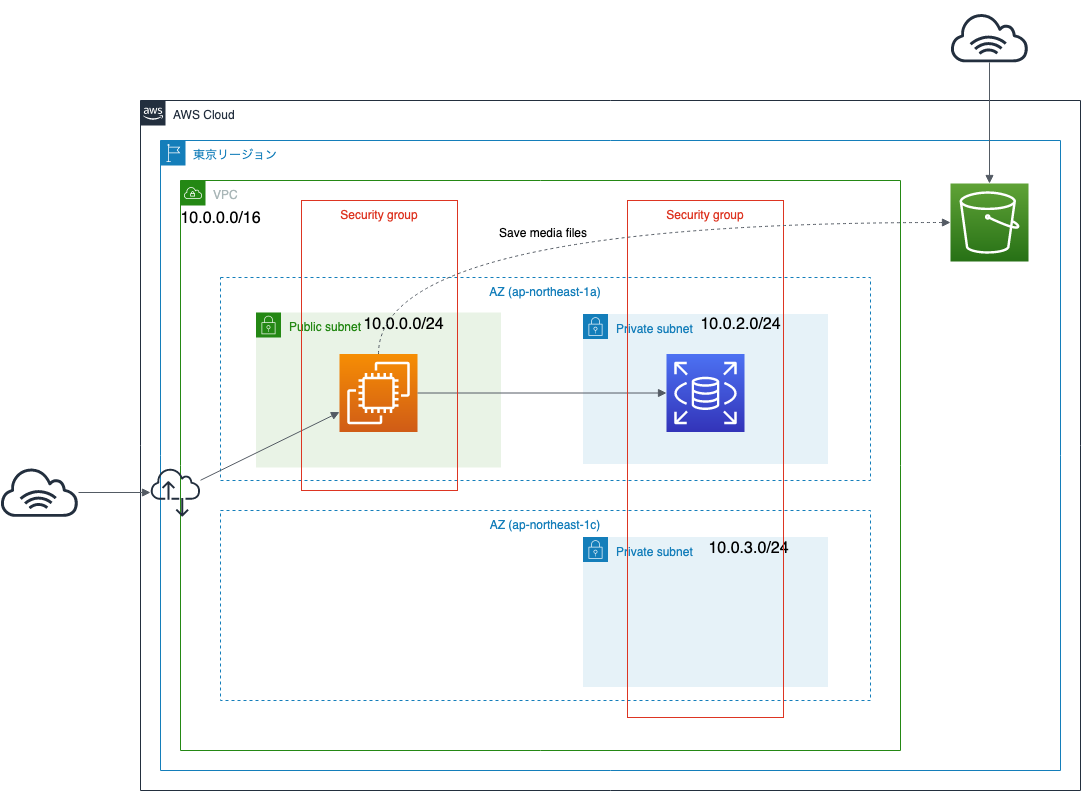 aws
AWS Cloud
東京リージョン
VPC
10.0.0.0/16
Security group
Security group
Save media files
AZ (ap-northeast-1a)
Public subnet
10.0.0.0/24
Private subnet
10.0.2.0/24
AZ (ap-northeast-1c)
Private subnet
10.0.3.0/24